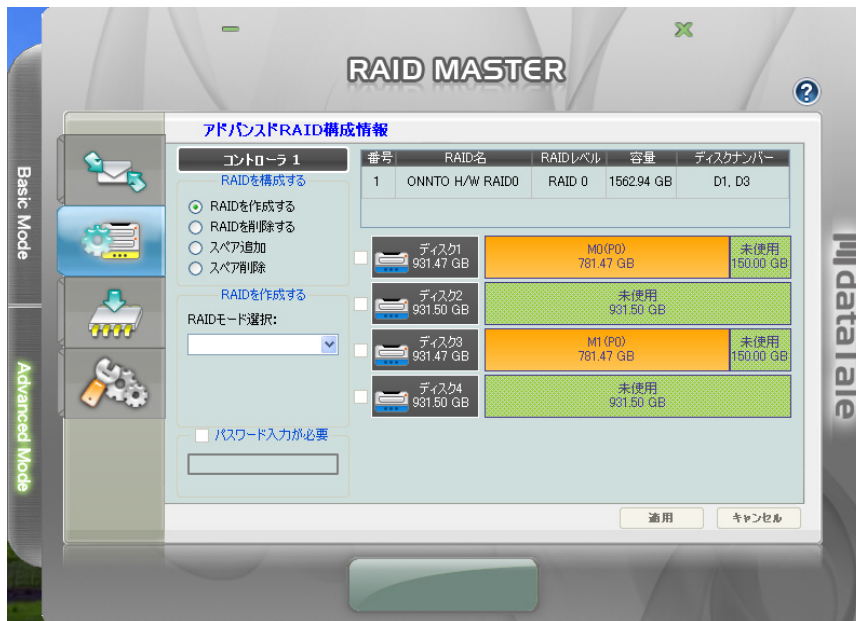 RAID MASTER
Basic Mode
Advanced Mode
アドバンスドRAID構成情報
コントローラ 1
RAIDを構成する
RAIDを作成する
RAIDを削除する
スペア追加
スペア削除
RAIDを作成する
RAIDモード選択:
パスワード入力が必要
番号 RAID名 RAIDレベル 容量 ディスクナンバー
1 ONNTO H/W RAID0 RAID 0 1562.94 GB D1, D3
ディスク1
931.47 GB
M0(P0)
781.47 GB
未使用
150.00 GB
ディスク2
931.50 GB
未使用
931.50 GB
ディスク3
931.47 GB
M1(P0)
781.47 GB
未使用
150.00 GB
ディスク4
931.50 GB
未使用
931.50 GB
適用
キャンセル
datatale